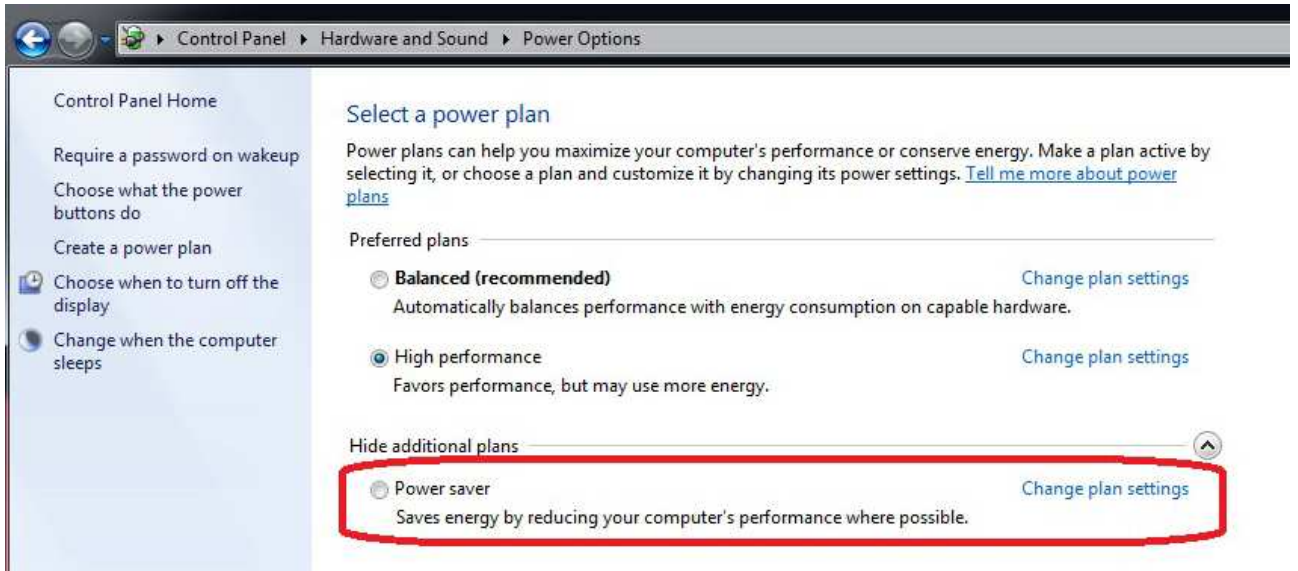 Control Panel Hardware and Sound Power Options
Control Panel Home
Require a password on wakeup
Choose what the power
buttons do
Create a power plan
Choose when to turn off the
display
Change when the computer
sleeps
Select a power plan
Power plans can help you maximize your computer's performance or conserve energy. Make a plan active by
selecting it, or choose a plan and customize it by changing its power settings. Tell me more about power
plans
Preferred plans
Balanced (recommended) Change plan settings
Automatically balances performance with energy consumption on capable hardware.
High performance Change plan settings
Favors performance, but may use more energy.
Hide additional plans
Power saver Change plan settings
Saves energy by reducing your computer's performance where possible.